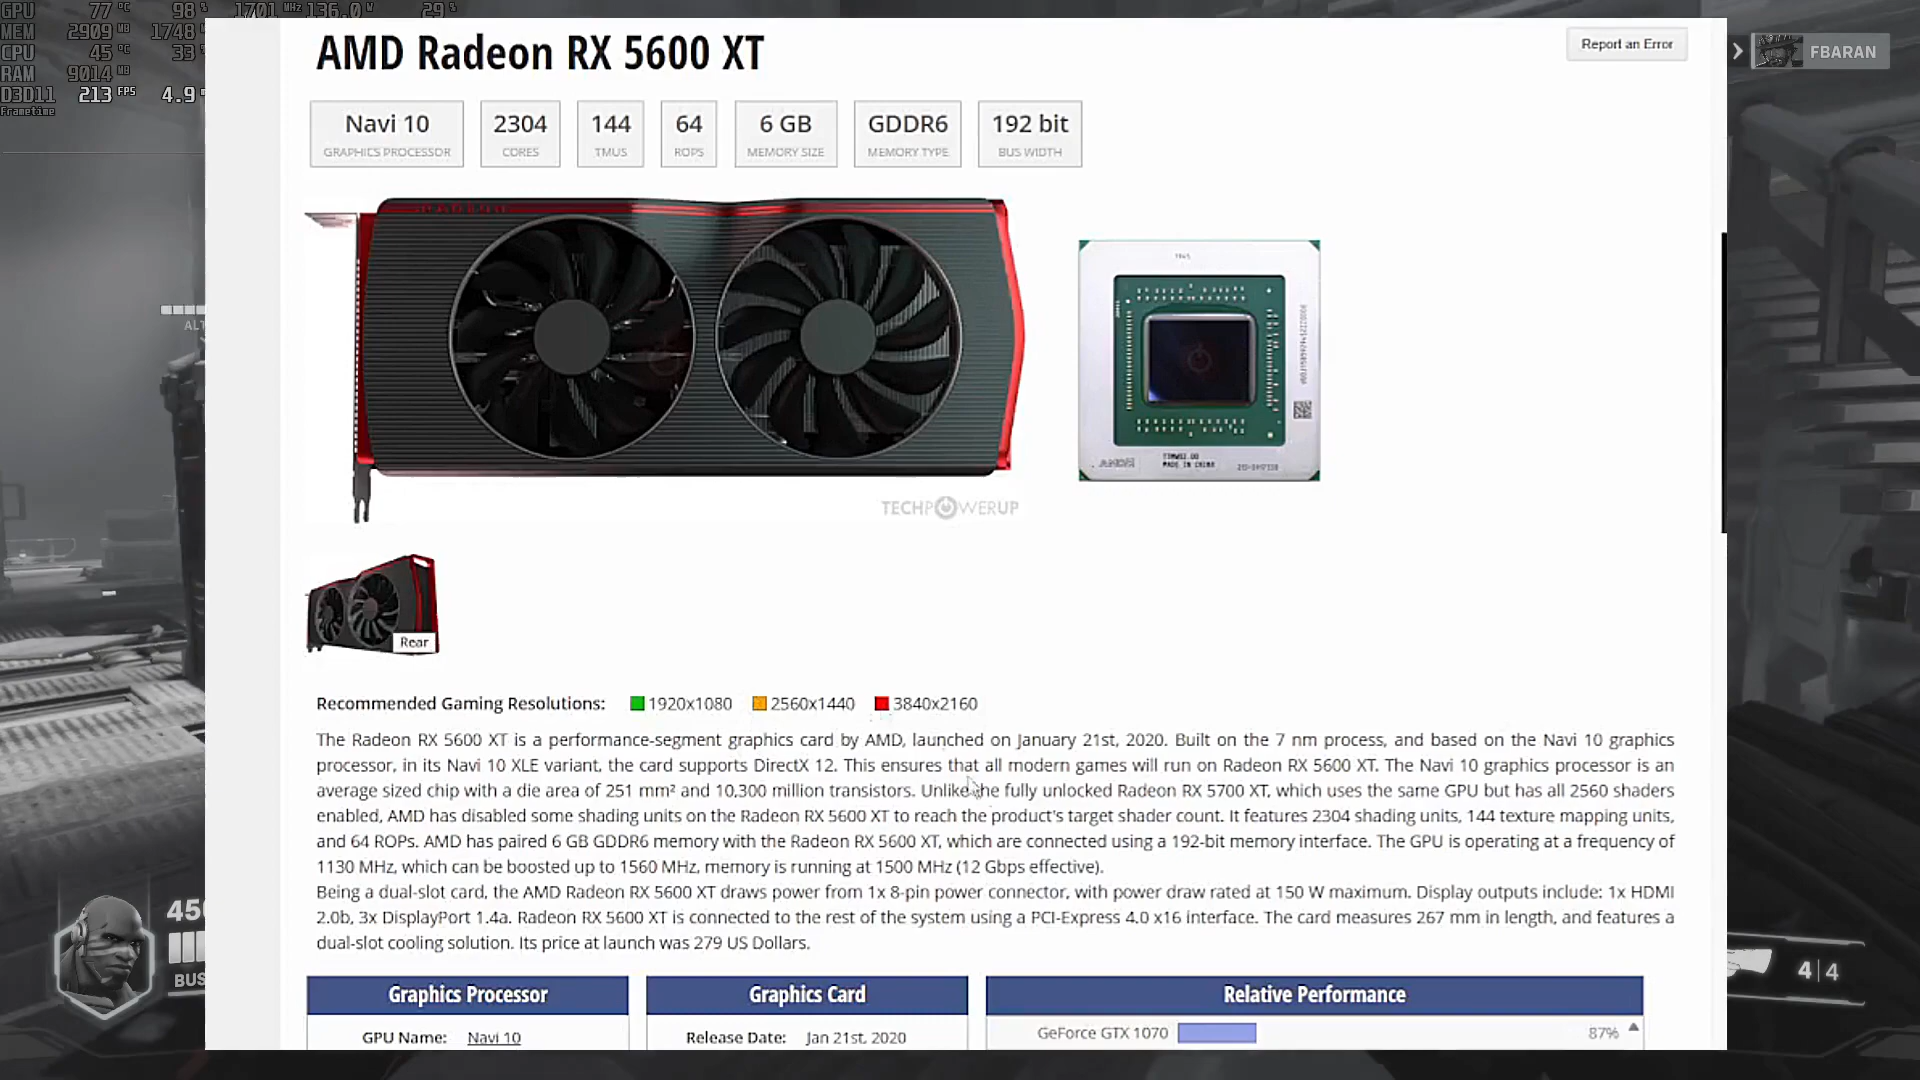 GPU 77 °C 98 % 1701 MHz 136.0 W 29 %
MEM 2909 MB 1748
CPU 45 °C 33
RAM 9014 MB
D3D11 213 FPS 4.9
Frametime
AMD Radeon RX 5600 XT
Report an Error
FBARAN
Navi 10
GRAPHICS PROCESSOR
2304
CORES
144
TMUS
64
ROPS
6 GB
MEMORY SIZE
GDDR6
MEMORY TYPE
192 bit
BUS WIDTH
AMD
MADE IN CHINA
TECHPOWERUP
Rear
Recommended Gaming Resolutions: 1920x1080 2560x1440 3840x2160
The Radeon RX 5600 XT is a performance-segment graphics card by AMD, launched on January 21st, 2020. Built on the 7 nm process, and based on the Navi 10 graphics
processor, in its Navi 10 XLE variant, the card supports DirectX 12. This ensures that all modern games will run on Radeon RX 5600 XT. The Navi 10 graphics processor is an
average sized chip with a die area of 251 mm² and 10,300 million transistors. Unlike the fully unlocked Radeon RX 5700 XT, which uses the same GPU but has all 2560 shaders
enabled, AMD has disabled some shading units on the Radeon RX 5600 XT to reach the product's target shader count. It features 2304 shading units, 144 texture mapping units,
and 64 ROPs. AMD has paired 6 GB GDDR6 memory with the Radeon RX 5600 XT, which are connected using a 192-bit memory interface. The GPU is operating at a frequency of
1130 MHz, which can be boosted up to 1560 MHz, memory is running at 1500 MHz (12 Gbps effective).
Being a dual-slot card, the AMD Radeon RX 5600 XT draws power from 1x 8-pin power connector, with power draw rated at 150 W maximum. Display outputs include: 1x HDMI
2.0b, 3x DisplayPort 1.4a. Radeon RX 5600 XT is connected to the rest of the system using a PCI-Express 4.0 x16 interface. The card measures 267 mm in length, and features a
dual-slot cooling solution. Its price at launch was 279 US Dollars.
Graphics Processor
GPU Name: Navi 10
Graphics Card
Release Date: Jan 21st, 2020
Relative Performance
GeForce GTX 1070 87%
ALT
450
BUS
4|4